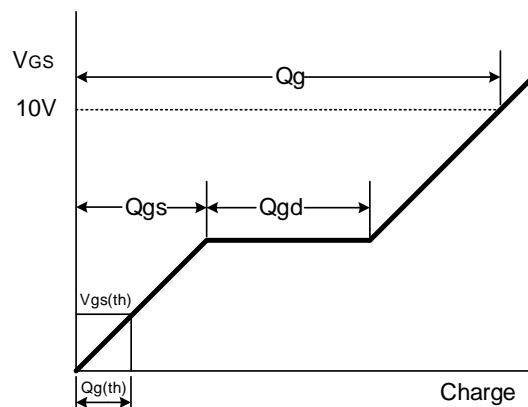 VGS
Qg
10V
Qgs
Qgd
Vgs(th)
Qg(th)
Charge